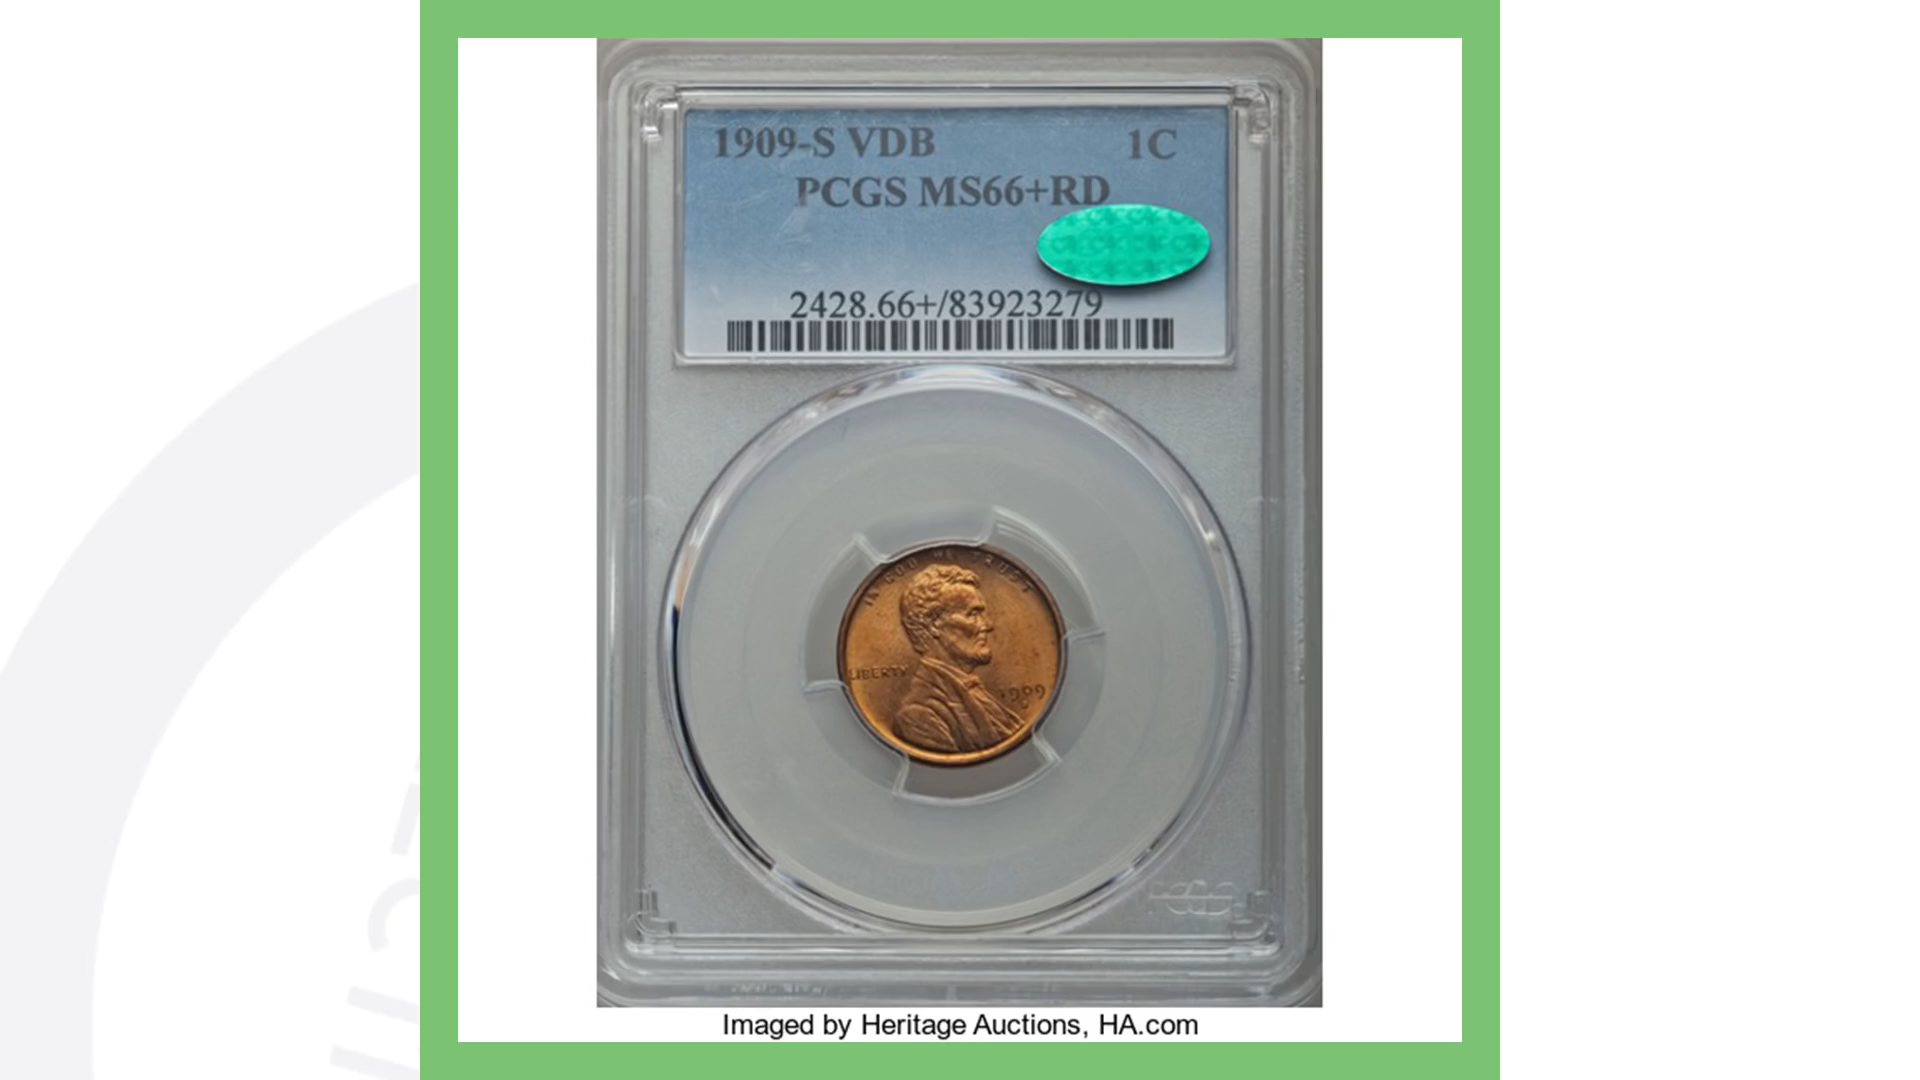 1909-S VDB 1C
PCGS MS66+RD
2428.66+/83923279
IN GOD WE TRUST
LIBERTY
1909
S
PCGS
Imaged by Heritage Auctions, HA.com